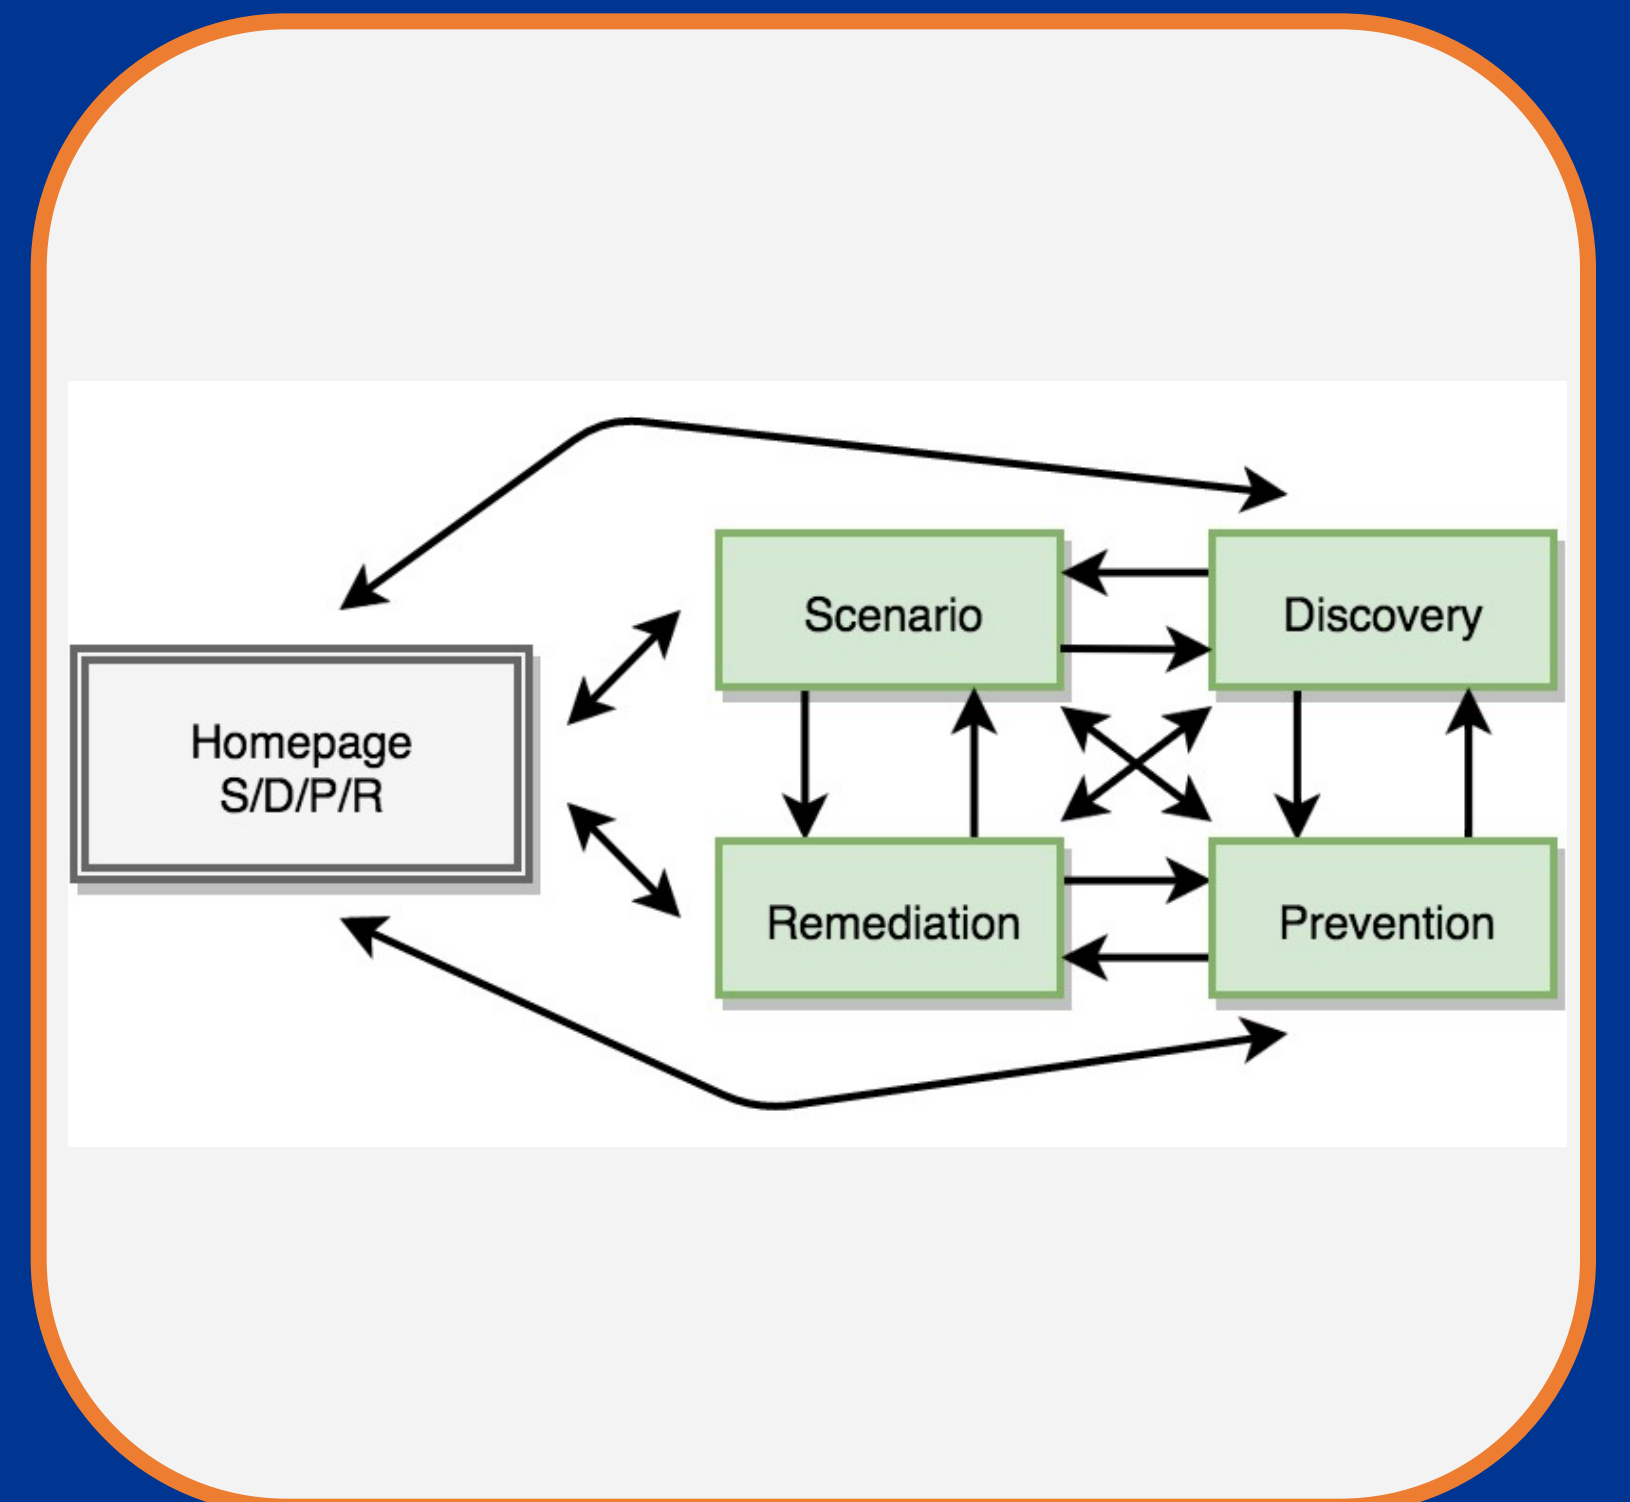 Homepage
S/D/P/R
Scenario
Discovery
Remediation
Prevention